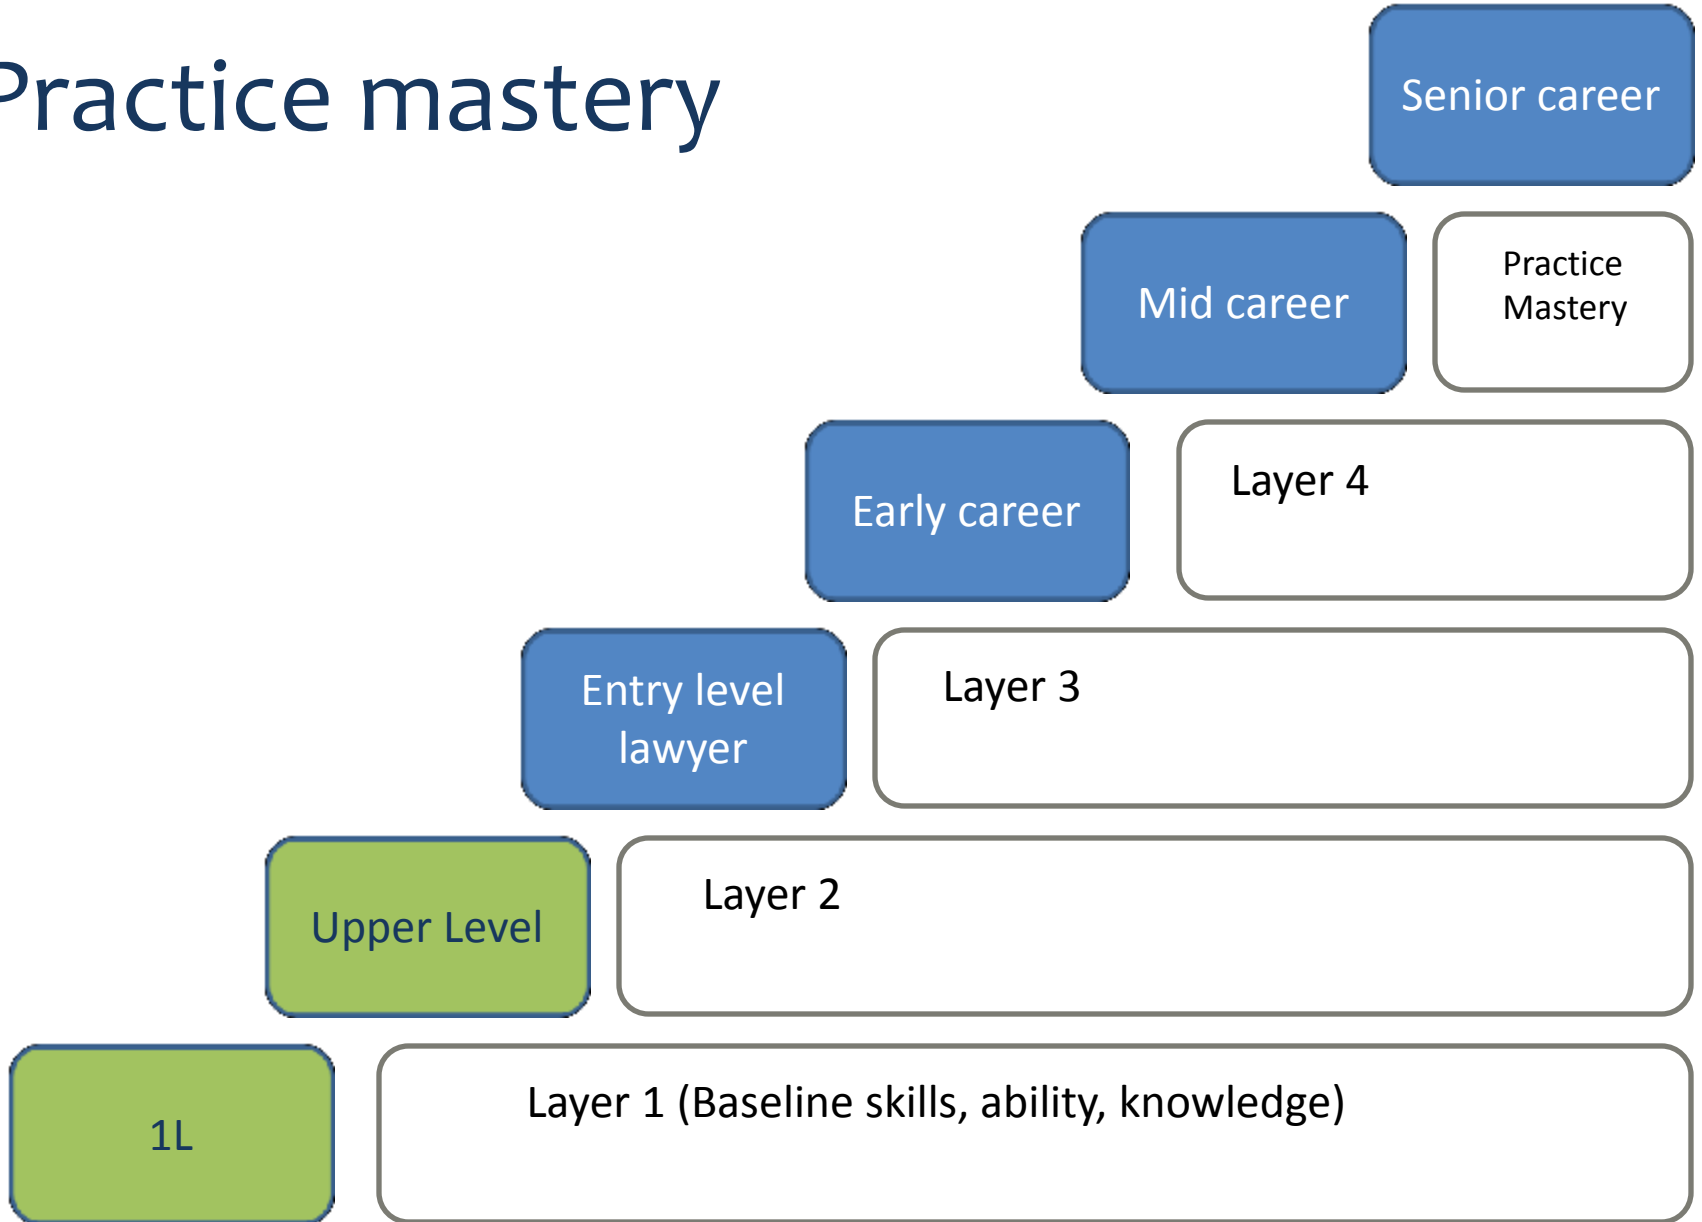 Practice mastery
Senior career
Mid career
Practice
Mastery
Early career
Layer 4
Entry level
lawyer
Layer 3
Upper Level
Layer 2
1L
Layer 1 (Baseline skills, ability, knowledge)